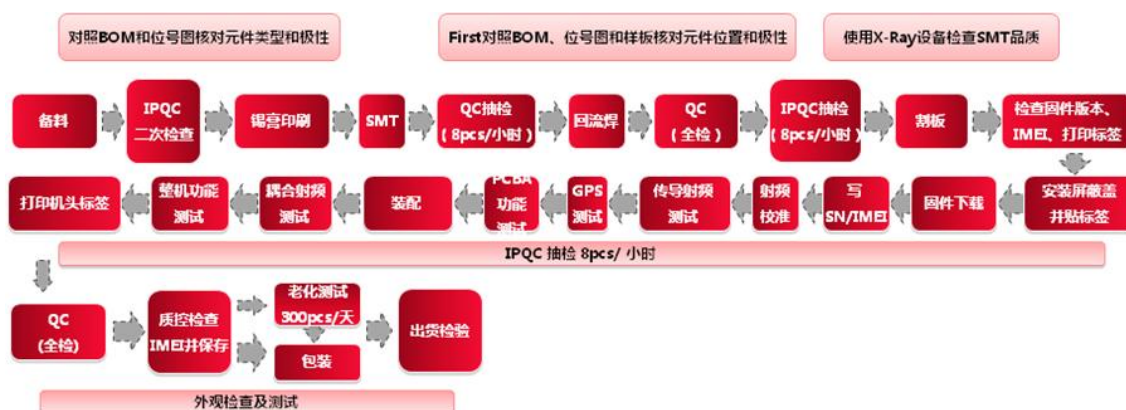 对照BOM和位号图核对元件类型和极性
First对照BOM、位号图和样板核对元件位置和极性
使用X-Ray设备检查SMT品质
备料
IPQC
二次检查
锡膏印刷
SMT
QC抽检
（8pcs/小时）
回流焊
QC
（全检）
IPQC抽检
（8pcs/小时）
割板
检查固件版本、
IMEI、打印标签
打印机头标签
整机功能
测试
耦合射频
测试
装配
PCBA
功能
测试
GPS
测试
传导射频
测试
射频
校准
写
SN/IMEI
固件下载
安装屏蔽盖
并贴标签
IPQC 抽检 8pcs/ 小时
QC
(全检)
质控检查
IMEI并保存
老化测试
300pcs/天
包装
出货检验
外观检查及测试